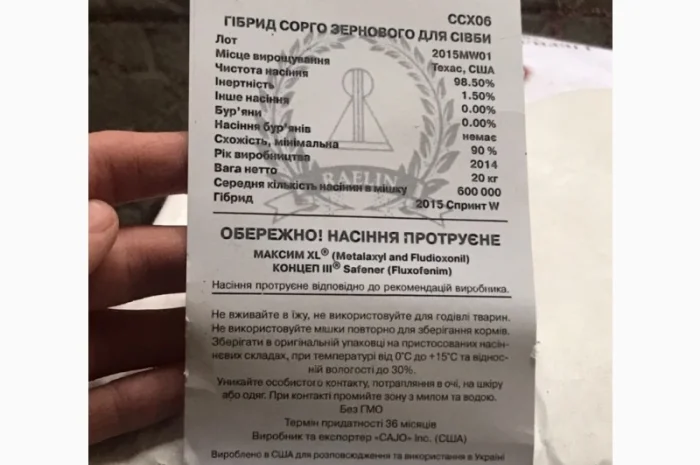 ССХ06
ГІБРИД СОРГО ЗЕРНОВОГО ДЛЯ СІВБИ
Лот 2015MW01
Місце вирощування Техас, США
Чистота насіння 98.50%
Інертність 1.50%
Інше насіння 0.00%
Бур'яни 0.00%
Насіння бур'янів немає
Схожість, мінімальна 90 %
Рік виробництва 2014
Вага нетто 20 кг
Середня кількість насінин в мішку 600 000
Гібрид 2015 Спринт W
RAELIN
ОБЕРЕЖНО! НАСІННЯ ПРОТРУЄНЕ
МАКСИМ XL® (Metalaxyl and Fludioxonil)
КОНЦЕП III® Safener (Fluxofenim)
Насіння протруєне відповідно до рекомендацій виробника.
Не вживайте в їжу, не використовуйте для годівлі тварин.
Не використовуйте мішки повторно для зберігання кормів.
Зберігати в оригінальній упаковці на пристосованих насін-
нєвих складах, при температурі від 0°С до +15°С та віднос-
ній вологості до 30%.
Уникайте особистого контакту, потрапляння в очі, на шкіру
або одяг. При контакті промийте зону з милом та водою.
Без ГМО
Термін придатності 36 місяців
Виробник та експортер «САJО» Inc. (США)
Вироблено в США для розповсюдження та використання в Україні